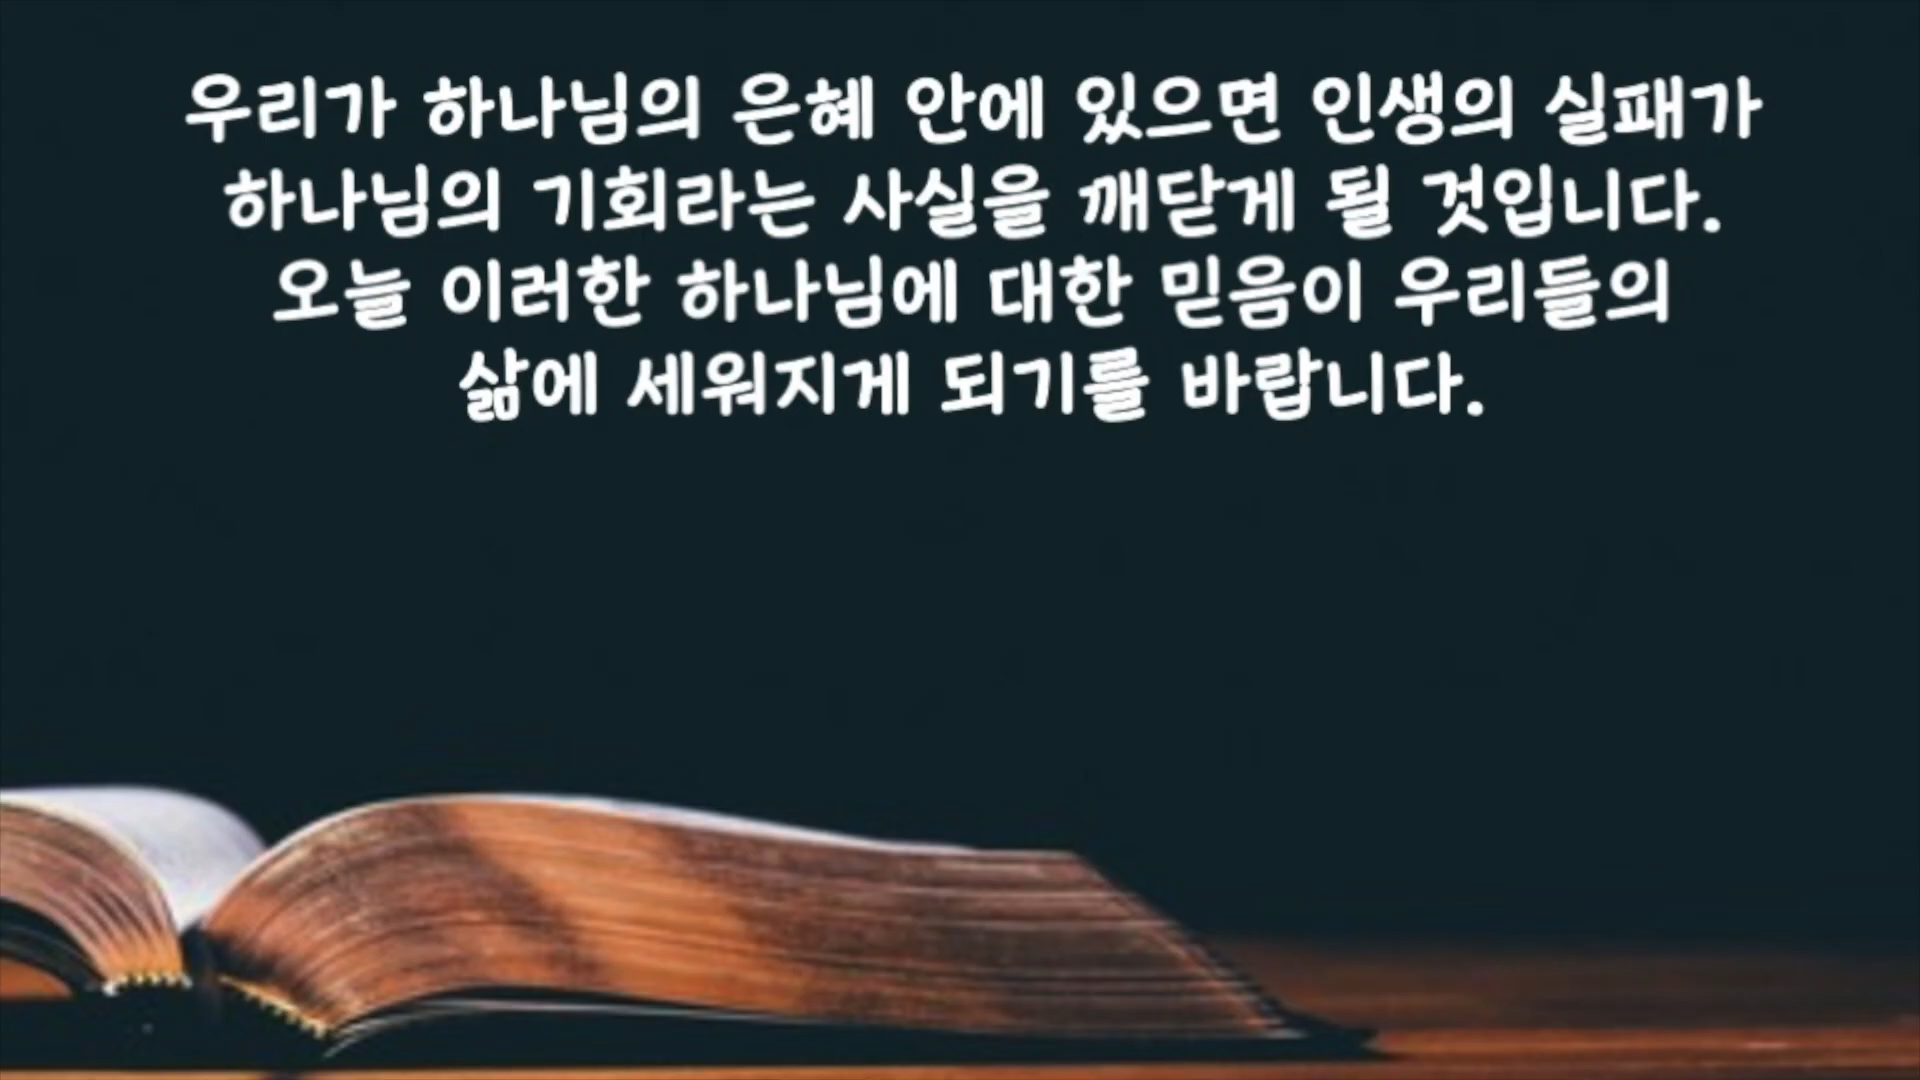 우리가 하나님의 은혜 안에 있으면 인생의 실패가
하나님의 기회라는 사실을 깨닫게 될 것입니다.
오늘 이러한 하나님에 대한 믿음이 우리들의
삶에 세워지게 되기를 바랍니다.